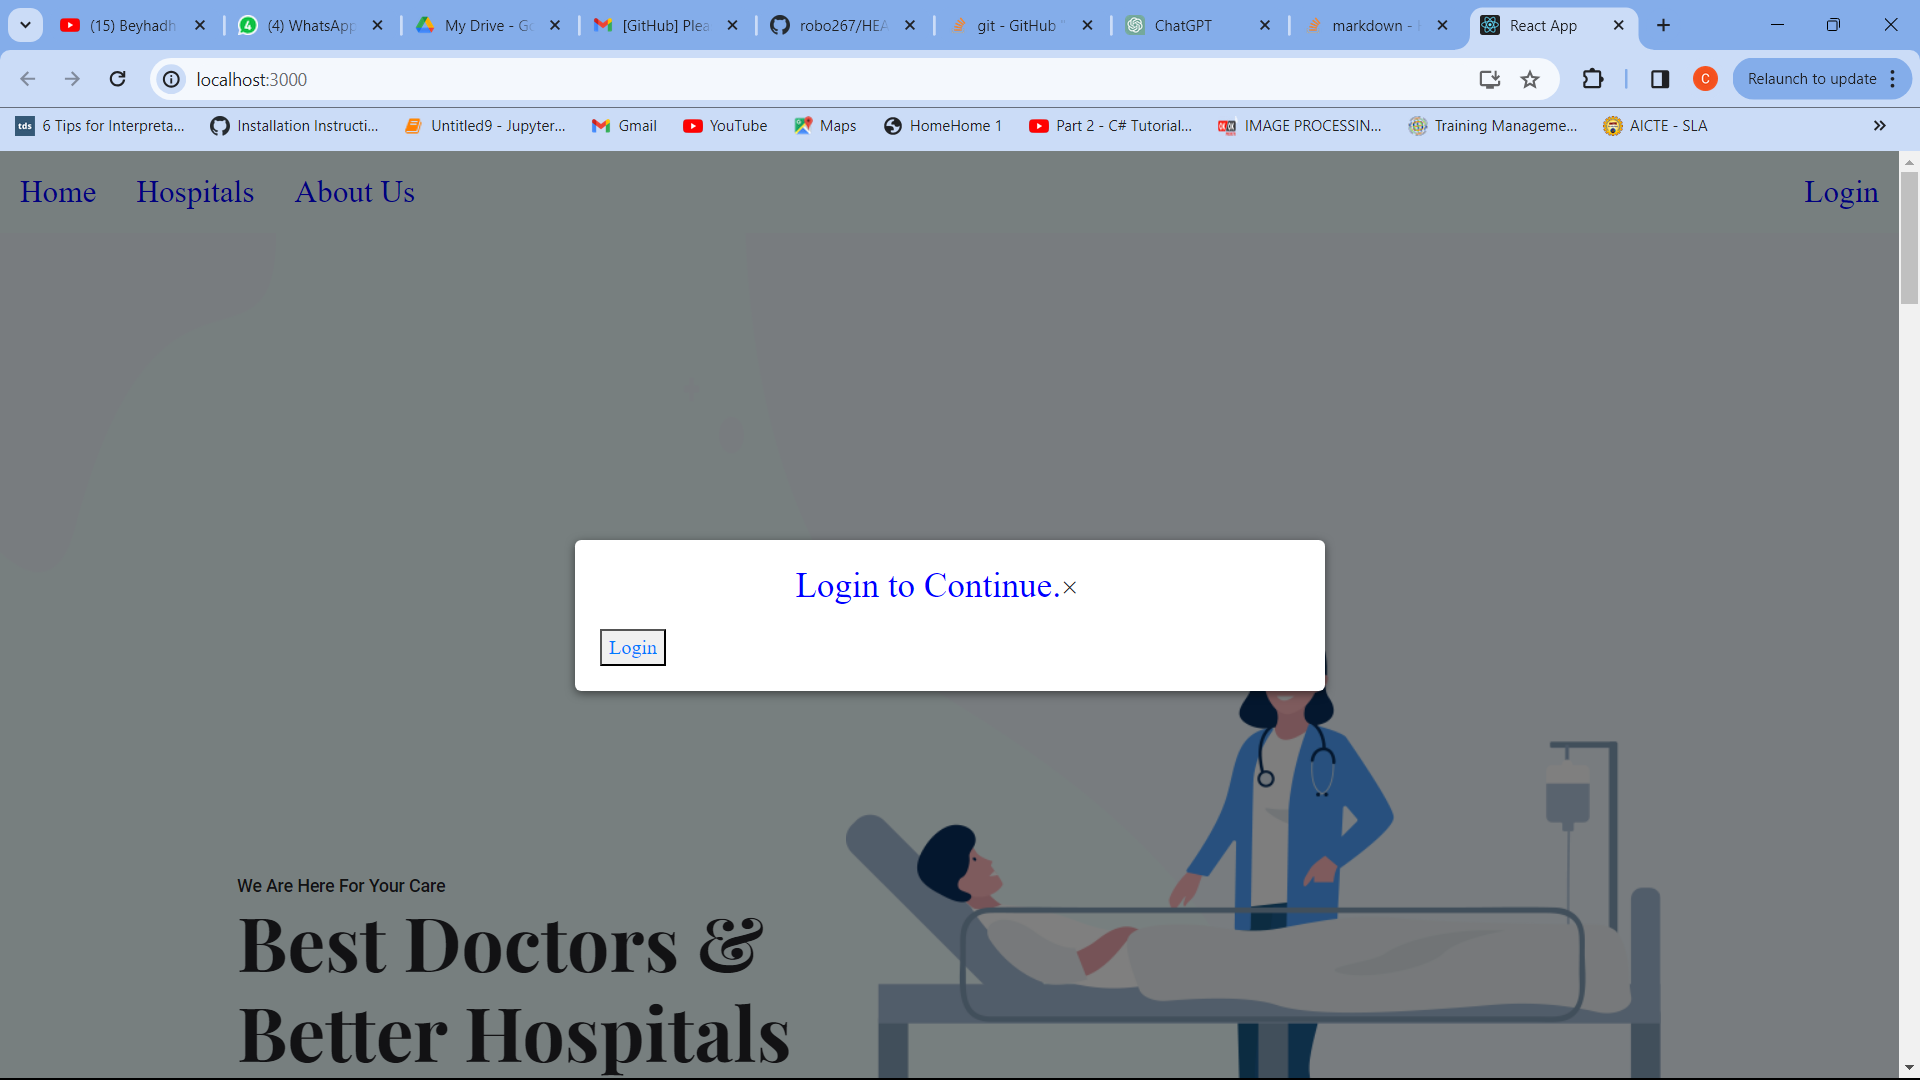 (15) Beyhadh
(4) WhatsApp
My Drive - Go
[GitHub] Plea
robo267/HEA
git - GitHub "
ChatGPT
markdown -
React App
localhost:3000
C
Relaunch to update
tds
6 Tips for Interpreta...
Installation Instructi...
Untitled9 - Jupyter...
Gmail
YouTube
Maps
HomeHome 1
Part 2 - C# Tutorial...
IMAGE PROCESSIN...
Training Manageme...
AICTE - SLA
Home
Hospitals
About Us
Login
Login to Continue.×
Login
We Are Here For Your Care
Best Doctors &
Better Hospitals